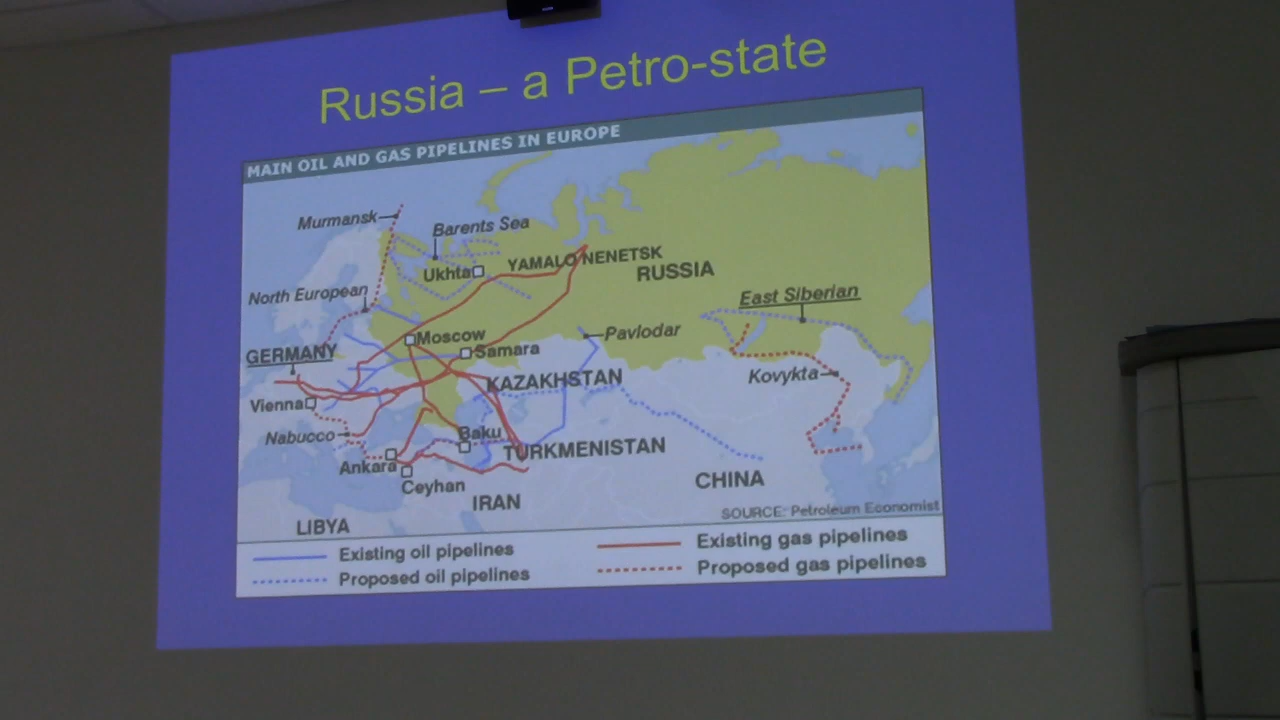 Russia – a Petro-state
MAIN OIL AND GAS PIPELINES IN EUROPE
Murmansk
Barents Sea
Ukhta
YAMALO NENETSK
RUSSIA
North European
East Siberian
Moscow
Pavlodar
GERMANY
Samara
KAZAKHSTAN
Kovykta
Vienna
Nabucco
Baku
TURKMENISTAN
Ankara
Ceyhan
CHINA
IRAN
LIBYA
SOURCE: Petroleum Economist
Existing oil pipelines
Existing gas pipelines
Proposed oil pipelines
Proposed gas pipelines